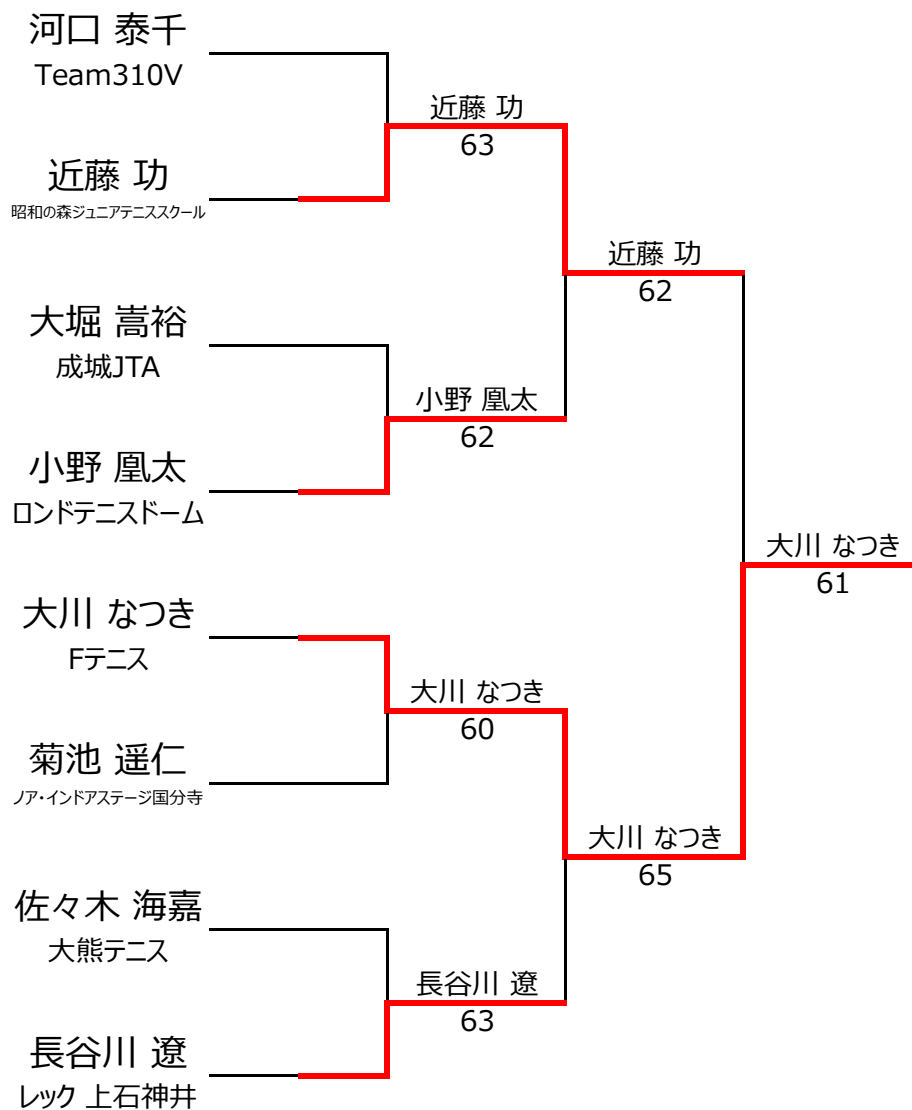 河口 泰千
Team310V
近藤 功
63
近藤 功
昭和の森ジュニアテニススクール
近藤 功
62
大堀 嵩裕
成城JTA
小野 凰太
62
小野 凰太
ロンドテニスドーム
大川 なつき
61
大川 なつき
Fテニス
大川 なつき
60
菊池 遥仁
ノア・インドアステージ国分寺
大川 なつき
65
佐々木 海嘉
大熊テニス
長谷川 遼
63
長谷川 遼
レック 上石神井